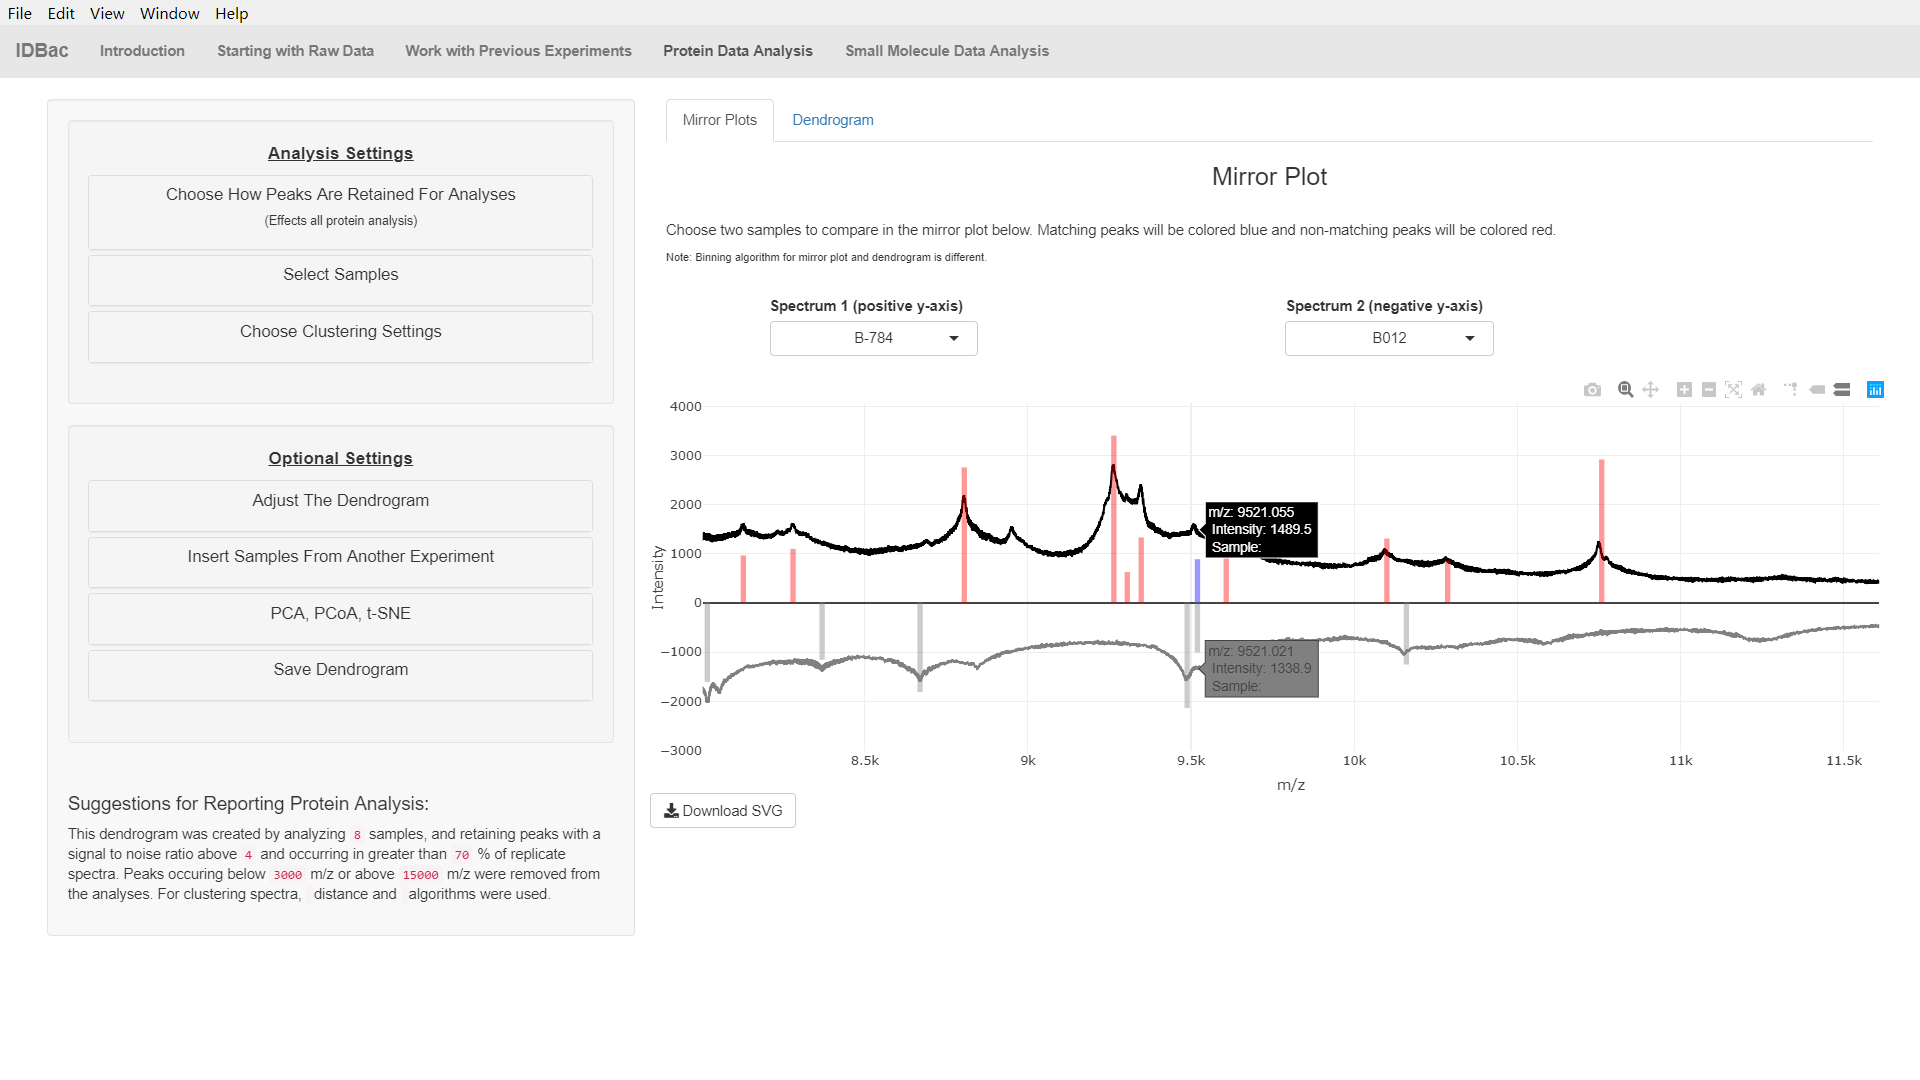 File Edit View Window Help
IDBac Introduction Starting with Raw Data Work with Previous Experiments Protein Data Analysis Small Molecule Data Analysis
Analysis Settings
Choose How Peaks Are Retained For Analyses
(Effects all protein analysis)
Select Samples
Choose Clustering Settings
Optional Settings
Adjust The Dendrogram
Insert Samples From Another Experiment
PCA, PCoA, t-SNE
Save Dendrogram
Suggestions for Reporting Protein Analysis:
This dendrogram was created by analyzing 8 samples, and retaining peaks with a
signal to noise ratio above 4 and occurring in greater than 70 % of replicate
spectra. Peaks occuring below 3000 m/z or above 15000 m/z were removed from
the analyses. For clustering spectra, distance and algorithms were used.
Mirror Plots Dendrogram
Mirror Plot
Choose two samples to compare in the mirror plot below. Matching peaks will be colored blue and non-matching peaks will be colored red.
Note: Binning algorithm for mirror plot and dendrogram is different.
Spectrum 1 (positive y-axis) Spectrum 2 (negative y-axis)
B-784 B012
4000
3000
2000
1000
0
−1000
−2000
−3000
Intensity
m/z: 9521.055
Intensity: 1489.5
Sample:
m/z: 9521.021
Intensity: 1338.9
Sample:
8.5k 9k 9.5k 10k 10.5k 11k 11.5k
m/z
Download SVG